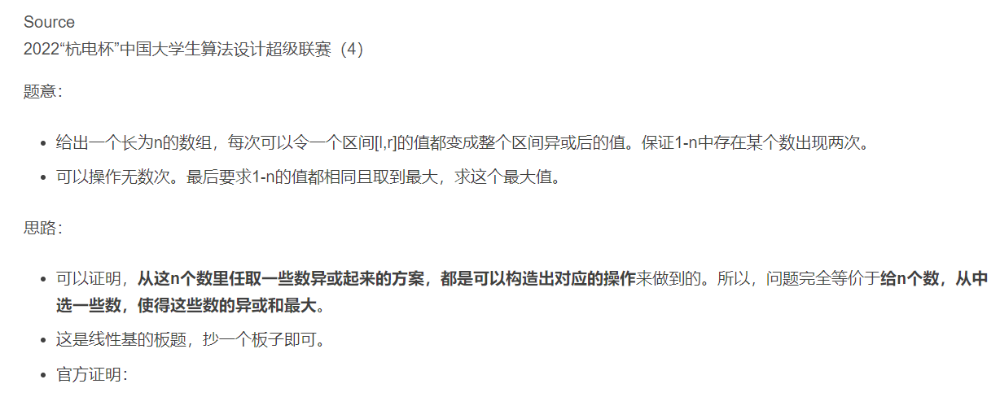 Source
2022“杭电杯”中国大学生算法设计超级联赛（4）
题意：
给出一个长为n的数组，每次可以令一个区间[l,r]的值都变成整个区间异或后的值。保证1-n中存在某个数出现两次。
可以操作无数次。最后要求1-n的值都相同且取到最大，求这个最大值。
思路：
可以证明，从这n个数里任取一些数异或起来的方案，都是可以构造出对应的操作来做到的。所以，问题完全等价于给n个数，从中
选一些数，使得这些数的异或和最大。
这是线性基的板题，抄一个板子即可。
官方证明：